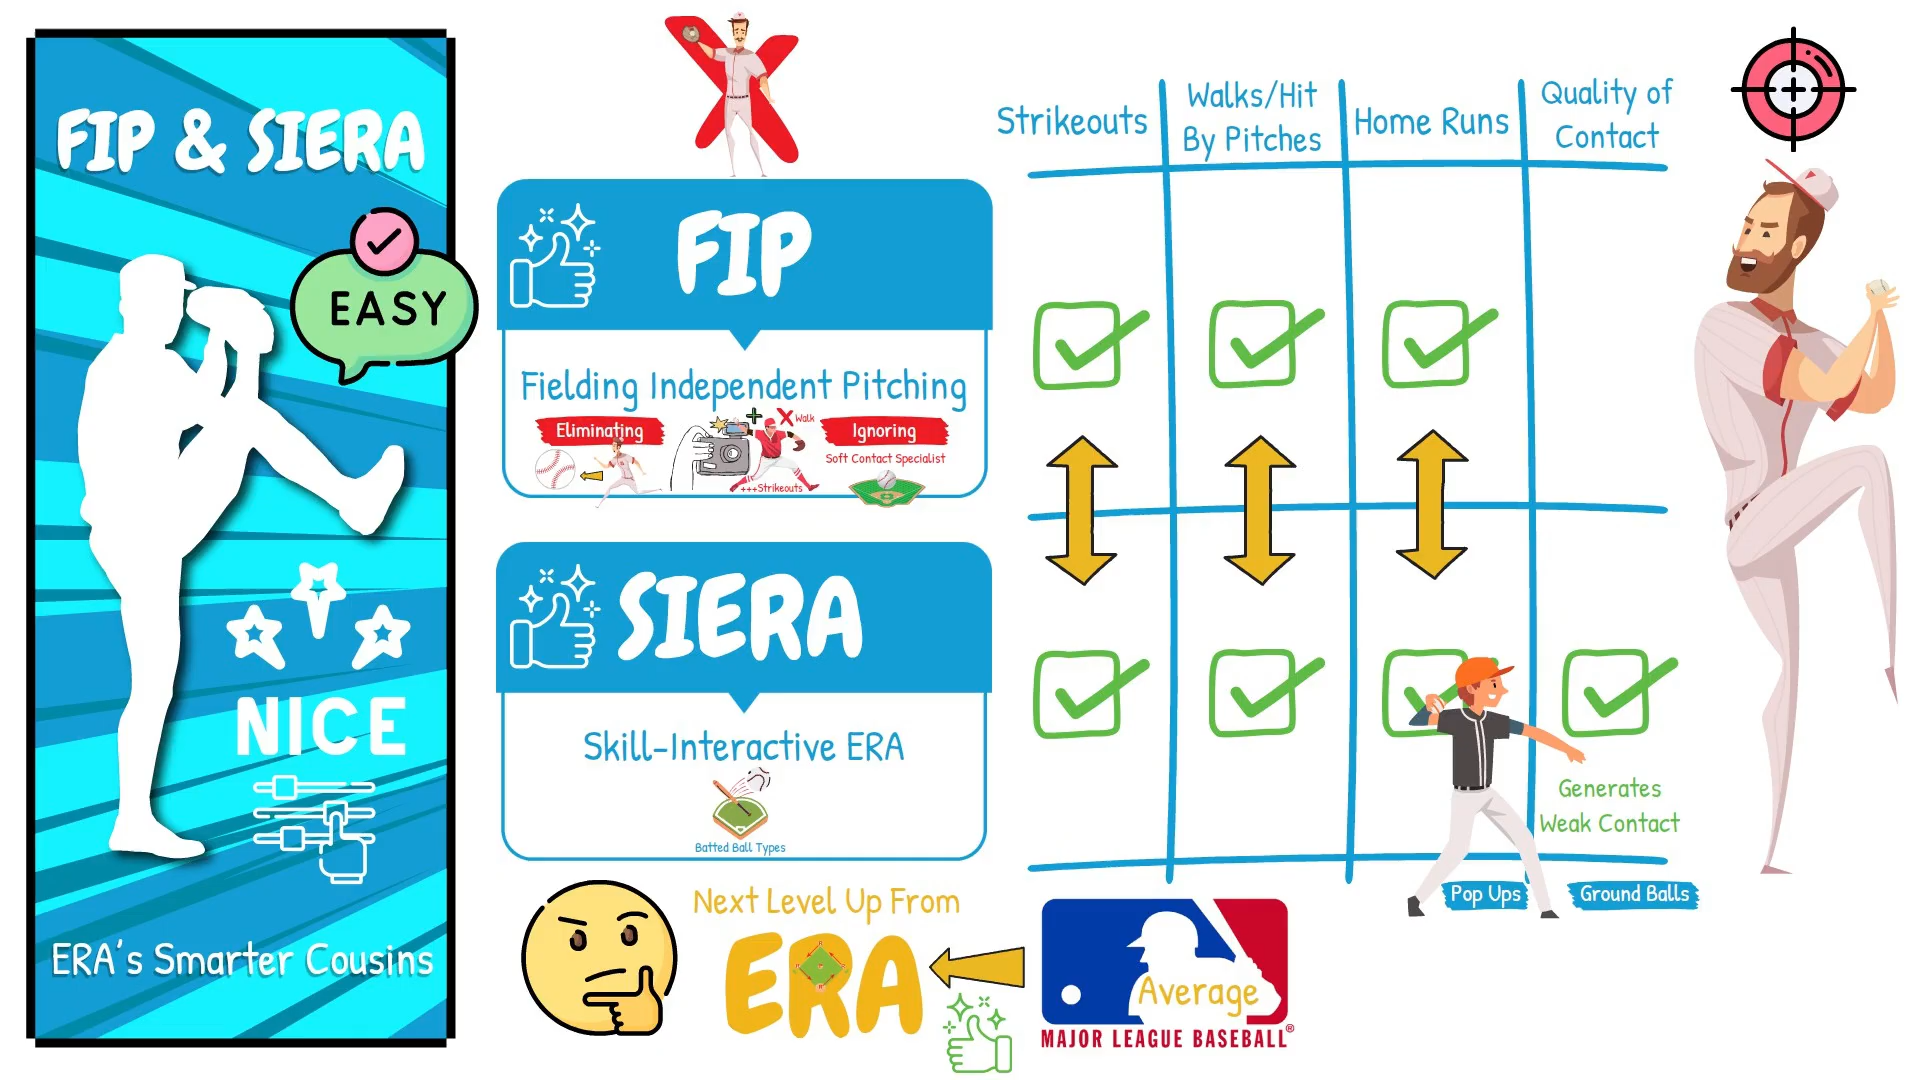 FIP & SIERA
EASY
NICE
ERA's Smarter Cousins
FIP
Fielding Independent Pitching
Eliminating
Walk
+++Strikeouts
Ignoring
Soft Contact Specialist
SIERA
Skill-Interactive ERA
Batted Ball Types
Next Level Up From
ERA
Average
MAJOR LEAGUE BASEBALL®
Strikeouts
Walks/Hit
By Pitches
Home Runs
Quality of
Contact
Generates
Weak Contact
Pop Ups
Ground Balls